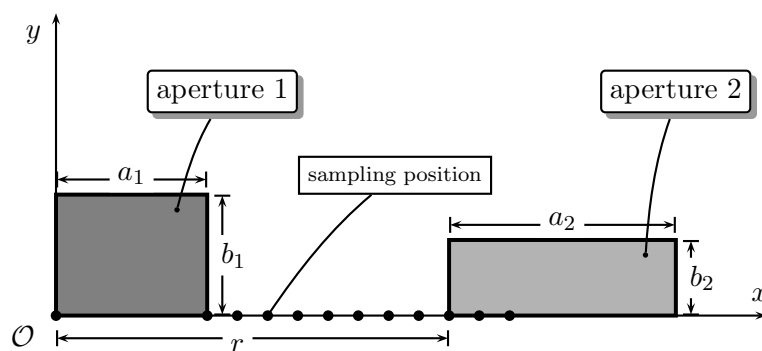 y
aperture 1
aperture 2
sampling position
a₁
a₂
b₁
b₂
x
𝒪
r